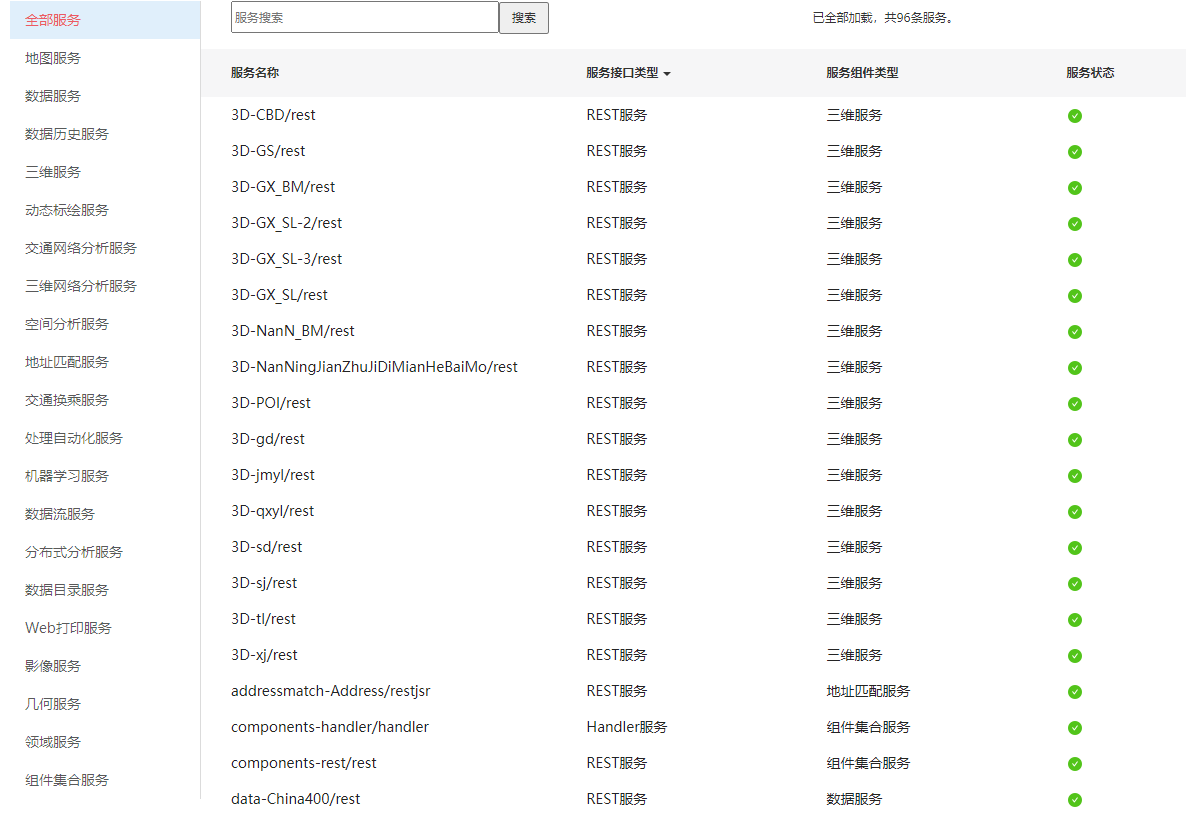 全部服务
地图服务
数据服务
数据历史服务
三维服务
动态标绘服务
交通网络分析服务
三维网络分析服务
空间分析服务
地址匹配服务
交通换乘服务
处理自动化服务
机器学习服务
数据流服务
分布式分析服务
数据目录服务
Web打印服务
影像服务
几何服务
领域服务
组件集合服务
服务搜索 搜索 已全部加载，共96条服务。
服务名称 服务接口类型 服务组件类型 服务状态
3D-CBD/rest REST服务 三维服务
3D-GS/rest REST服务 三维服务
3D-GX_BM/rest REST服务 三维服务
3D-GX_SL-2/rest REST服务 三维服务
3D-GX_SL-3/rest REST服务 三维服务
3D-GX_SL/rest REST服务 三维服务
3D-NanN_BM/rest REST服务 三维服务
3D-NanNingJianZhuJiDiMianHeBaiMo/rest REST服务 三维服务
3D-POI/rest REST服务 三维服务
3D-gd/rest REST服务 三维服务
3D-jmyl/rest REST服务 三维服务
3D-qxyl/rest REST服务 三维服务
3D-sd/rest REST服务 三维服务
3D-sj/rest REST服务 三维服务
3D-tl/rest REST服务 三维服务
3D-xj/rest REST服务 三维服务
addressmatch-Address/restjsr REST服务 地址匹配服务
components-handler/handler Handler服务 组件集合服务
components-rest/rest REST服务 组件集合服务
data-China400/rest REST服务 数据服务